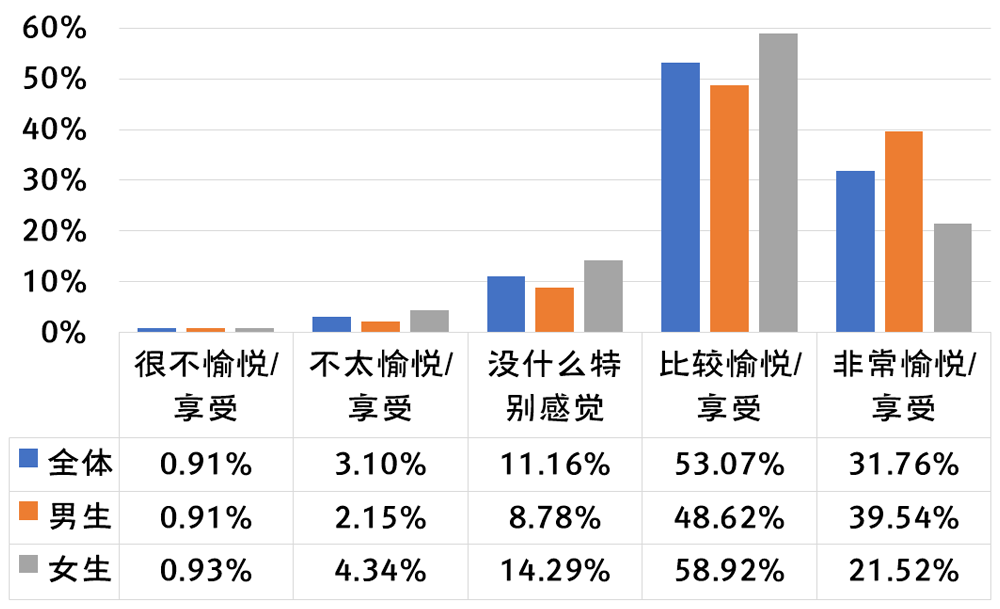 60%
50%
40%
30%
20%
10%
0%
很不愉悦/ 不太愉悦/ 没什么特 比较愉悦/ 非常愉悦/
享受 享受 别感觉 享受 享受
全体 0.91% 3.10% 11.16% 53.07% 31.76%
男生 0.91% 2.15% 8.78% 48.62% 39.54%
女生 0.93% 4.34% 14.29% 58.92% 21.52%